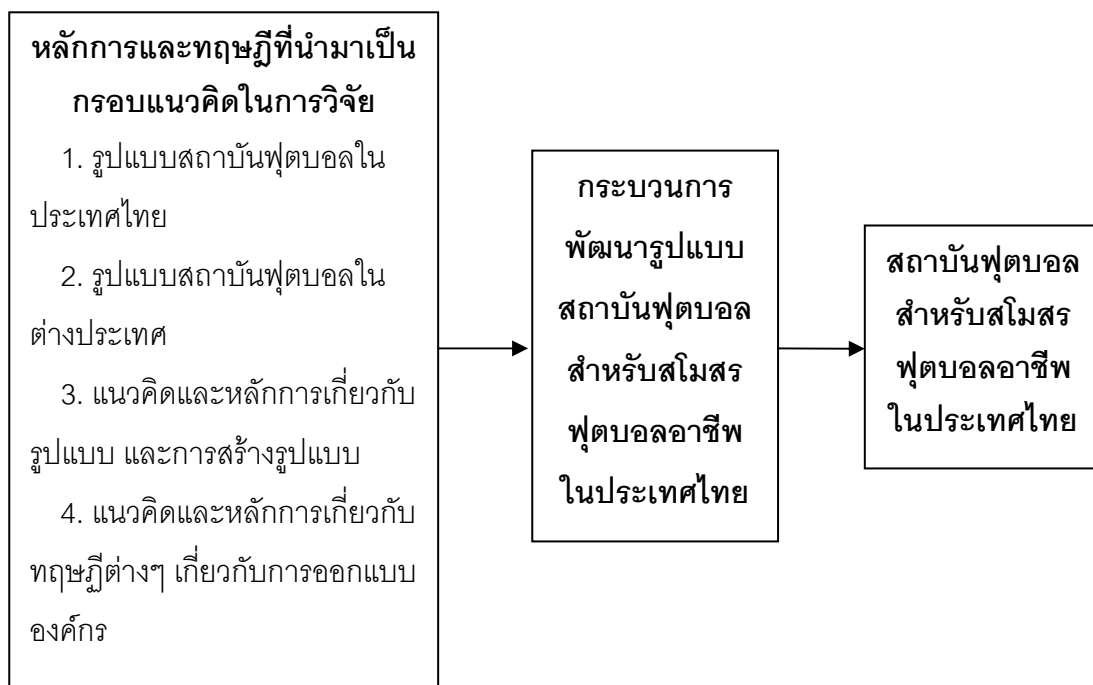 หลักการและทฤษฎีที่นำมาเป็น
กรอบแนวคิดในการวิจัย
1. รูปแบบสถาบันฟุตบอลใน
ประเทศไทย
2. รูปแบบสถาบันฟุตบอลใน
ต่างประเทศ
3. แนวคิดและหลักการเกี่ยวกับ
รูปแบบ และการสร้างรูปแบบ
4. แนวคิดและหลักการเกี่ยวกับ
ทฤษฏีต่างๆ เกี่ยวกับการออกแบบ
องค์กร
กระบวนการ
พัฒนารูปแบบ
สถาบันฟุตบอล
สำหรับสโมสร
ฟุตบอลอาชีพ
ในประเทศไทย
สถาบันฟุตบอล
สำหรับสโมสร
ฟุตบอลอาชีพ
ในประเทศไทย